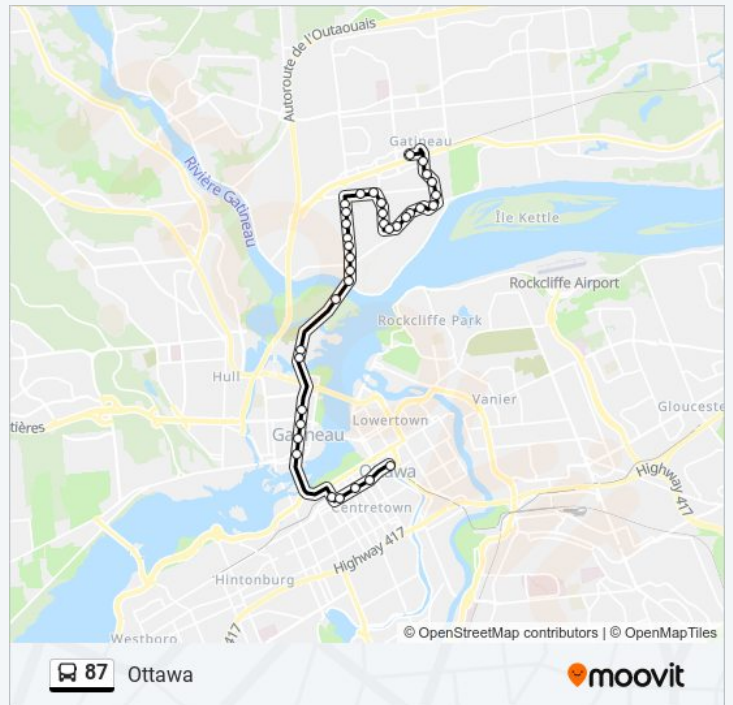 Autoroute de l'Outaouais
Gatineau
Rivière Gatineau
Île Kettle
Rockcliffe Airport
Rockcliffe Park
Hull
Vanier
Lowertown
Glouceste
tières
Gatineau
Ottawa
Highway 417
Centretown
Highway 417
Hintonburg
417
Westboro
© OpenStreetMap contributors | © OpenMapTiles
87 Ottawa
moovit